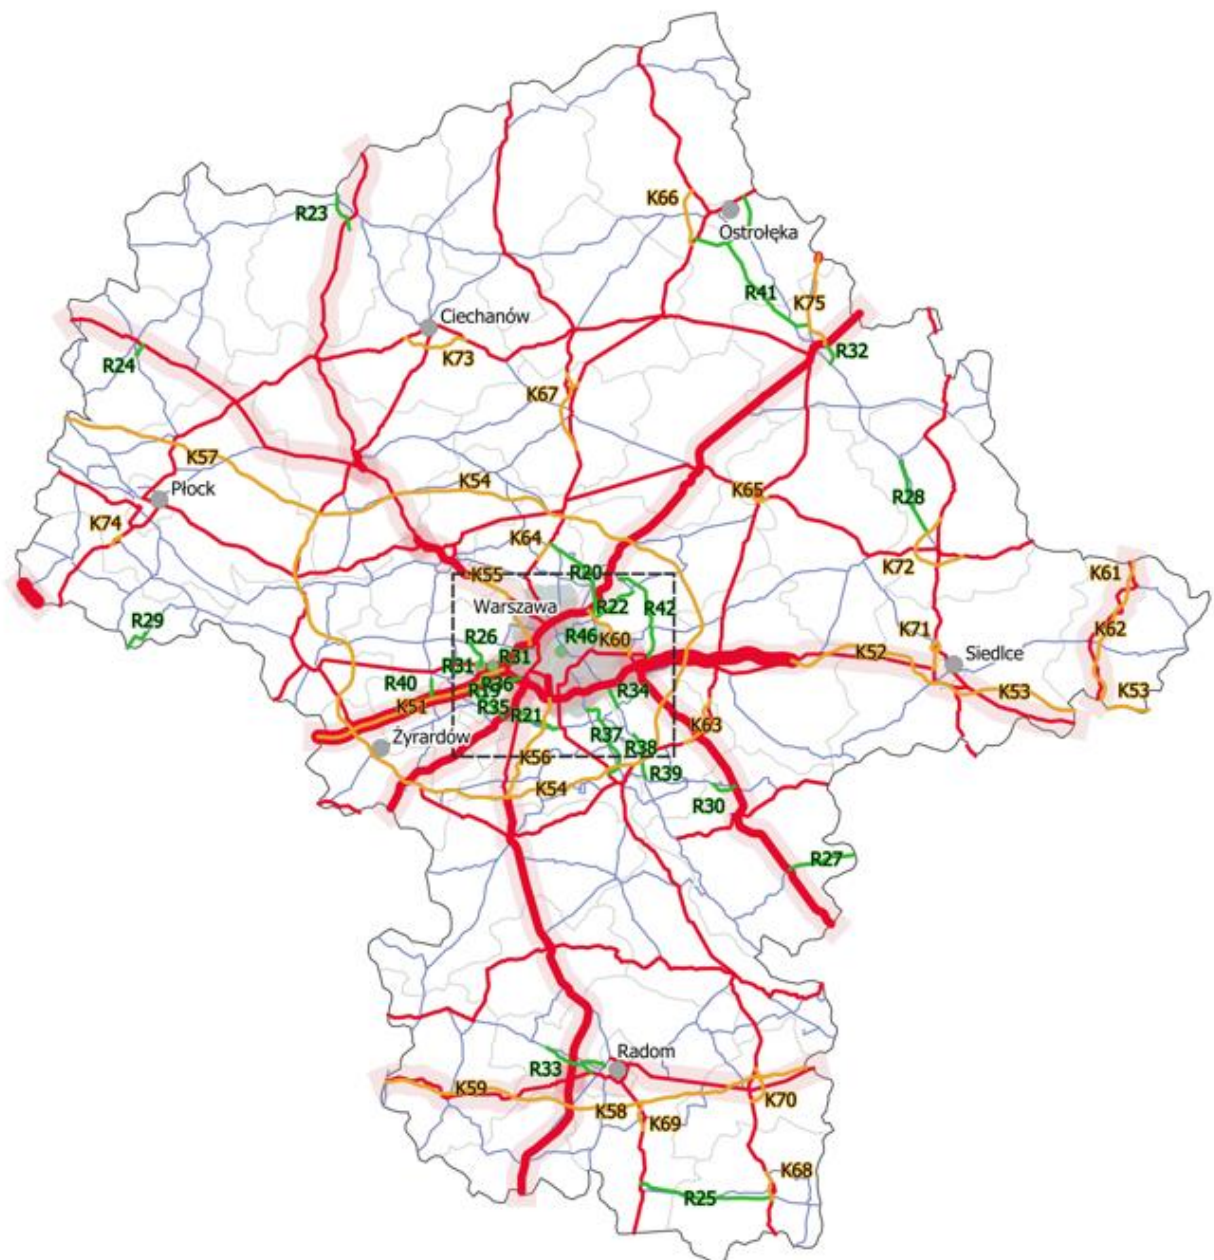 K66
R23
Ostrołęka
R41
K75
Ciechanów
R32
R24
K73
K67
K57
K54
Płock
K65
R28
K74
K64
K72
R20
K61
K55
Warszawa
R22
R42
R29
K62
R26
R46
K60
K71
R31
R31
K52
Siedlce
R40
R36
R19
R34
K53
K53
K51
R35
R21
K63
Żyrardów
R37
R38
K56
R39
K54
R30
R27
Radom
R33
K59
K58
K70
K69
K68
R25